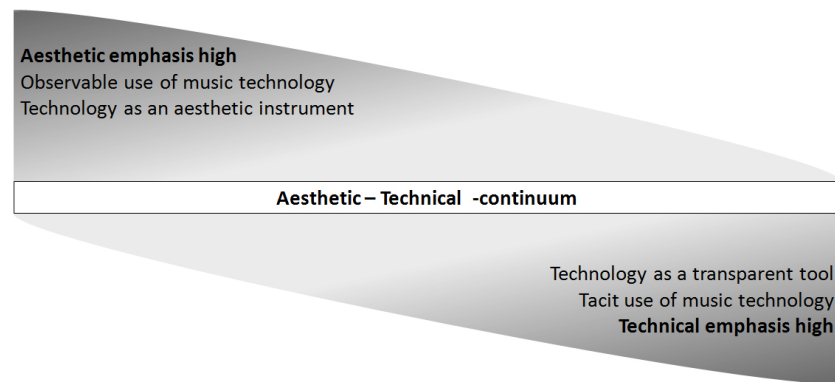 Aesthetic emphasis high
Observable use of music technology
Technology as an aesthetic instrument
Aesthetic – Technical -continuum
Technology as a transparent tool
Tacit use of music technology
Technical emphasis high